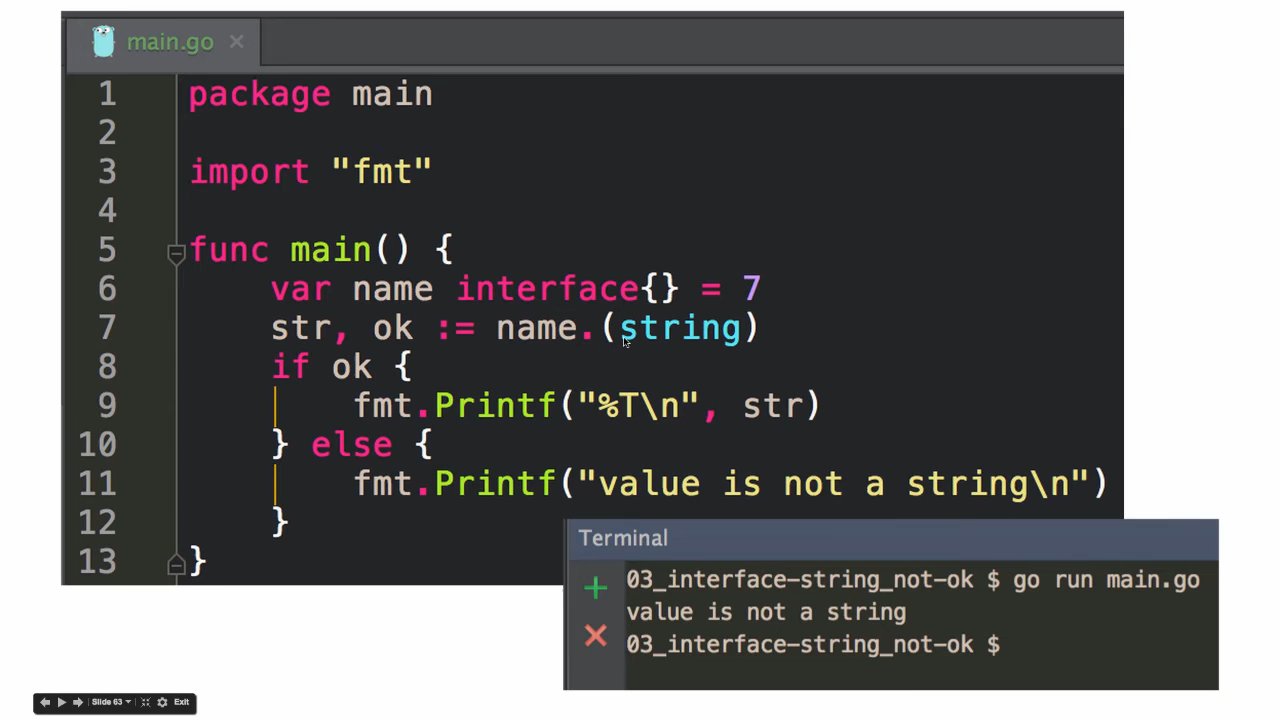 main.go
1 package main
2
3 import "fmt"
4
5 func main() {
6 var name interface{} = 7
7 str, ok := name.(string)
8 if ok {
9 fmt.Printf("%T\n", str)
10 } else {
11 fmt.Printf("value is not a string\n")
12 }
13 }
Terminal
03_interface-string_not-ok $ go run main.go
value is not a string
03_interface-string_not-ok $
Slide 63 Exit